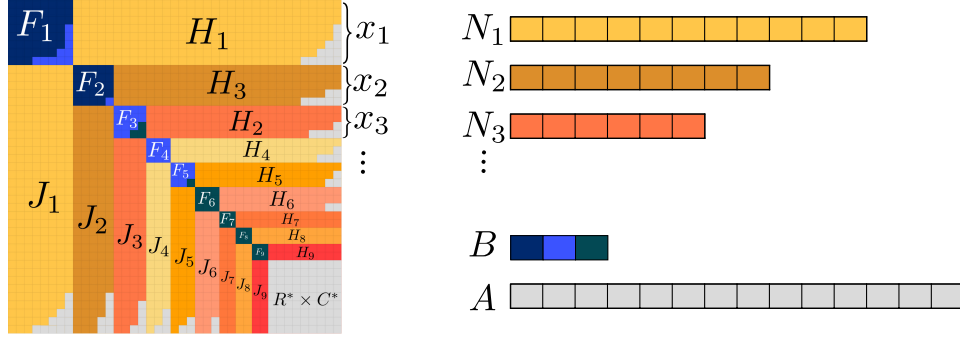 F₁ H₁ x₁
F₂ H₃ x₂
F₃ H₂ x₃
F₄ H₄ ⋮
F₅ H₅
F₆ H₆
F₇ H₇
F₈ H₈
F₉ H₉
J₁ J₂ J₃ J₄ J₅ J₆ J₇ J₈ J₉
R* × C*
N₁
N₂
N₃
⋮
B
A